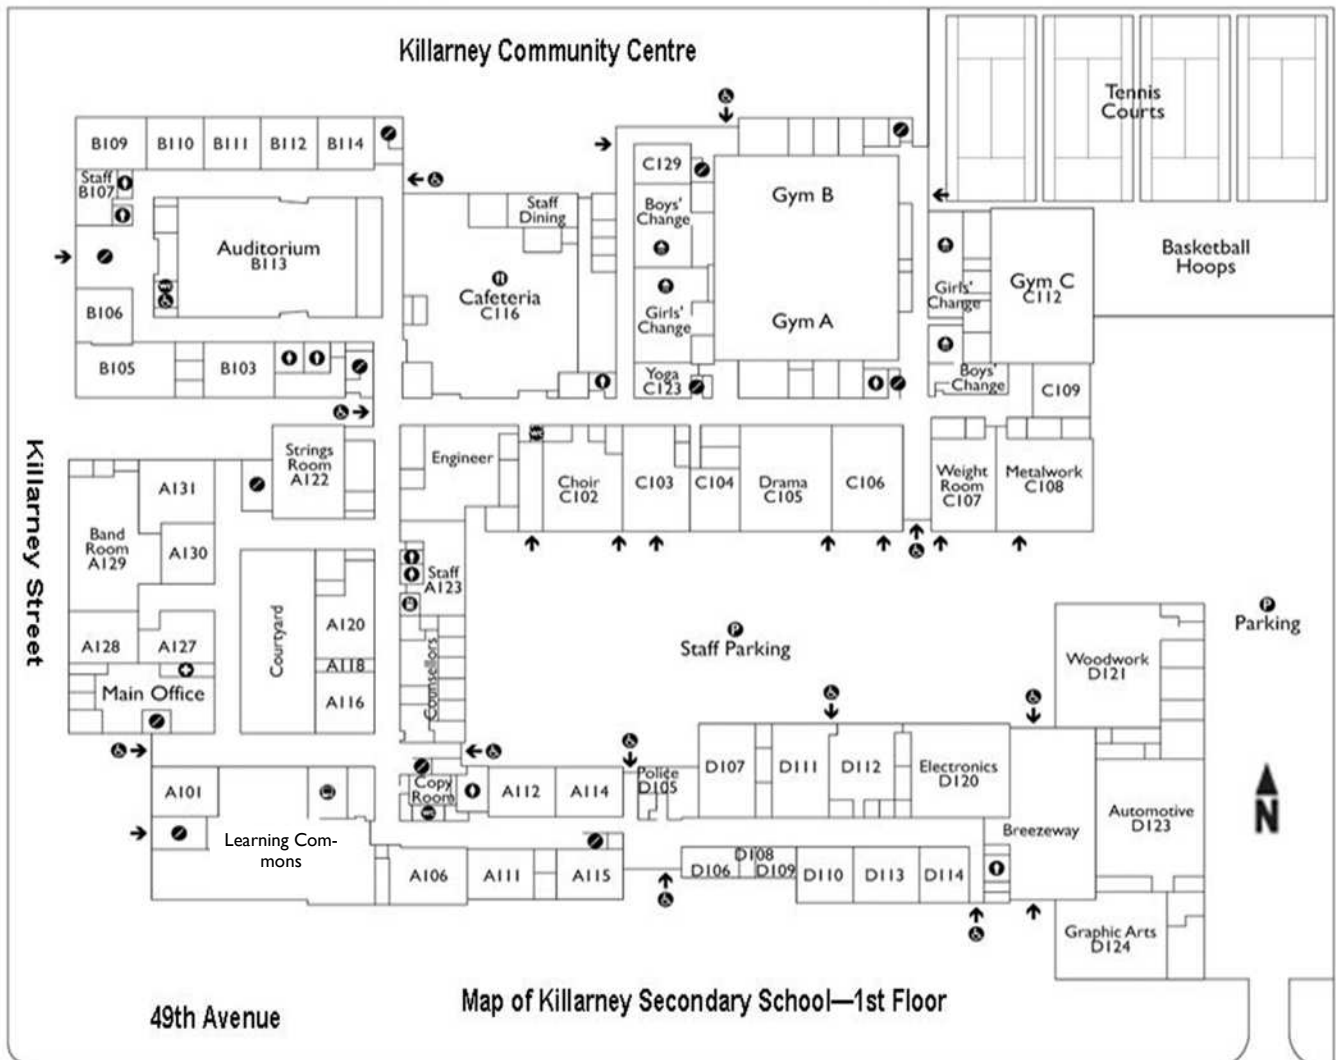 Killarney Community Centre
Tennis
Courts
B109
B110
B111
B112
B114
Staff
B107
C129
Boys'
Change
Staff
Dining
Gym B
Auditorium
B113
Cafeteria
C116
Girls'
Change
Gym A
Girls'
Change
Gym C
C112
Basketball
Hoops
B106
B105
B103
Yoga
C123
Boys'
Change
C109
Killarney Street
Strings
Room
A122
Engineer
WC
Choir
C102
C103
C104
Drama
C105
C106
Weight
Room
C107
Metalwork
C108
A131
Band
Room
A129
A130
Staff
A123
Courtyard
A120
A118
A116
A128
A127
Main Office
Counsellors
P
Staff Parking
P
Parking
Woodwork
D121
A101
Copy
Room
WC
A112
A114
Police
D105
D107
D111
D112
Electronics
D120
Automotive
D123
N
Learning Com-
mons
Breezeway
A106
A111
A115
D106
D108
D109
D110
D113
D114
Graphic Arts
D124
49th Avenue
Map of Killarney Secondary School—1st Floor